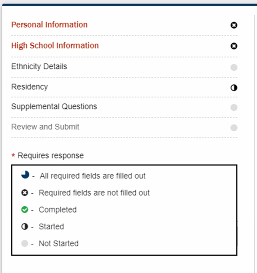 Personal Information
High School Information
Ethnicity Details
Residency
Supplemental Questions
Review and Submit
* Requires response
- All required fields are filled out
- Required fields are not filled out
- Completed
- Started
- Not Started